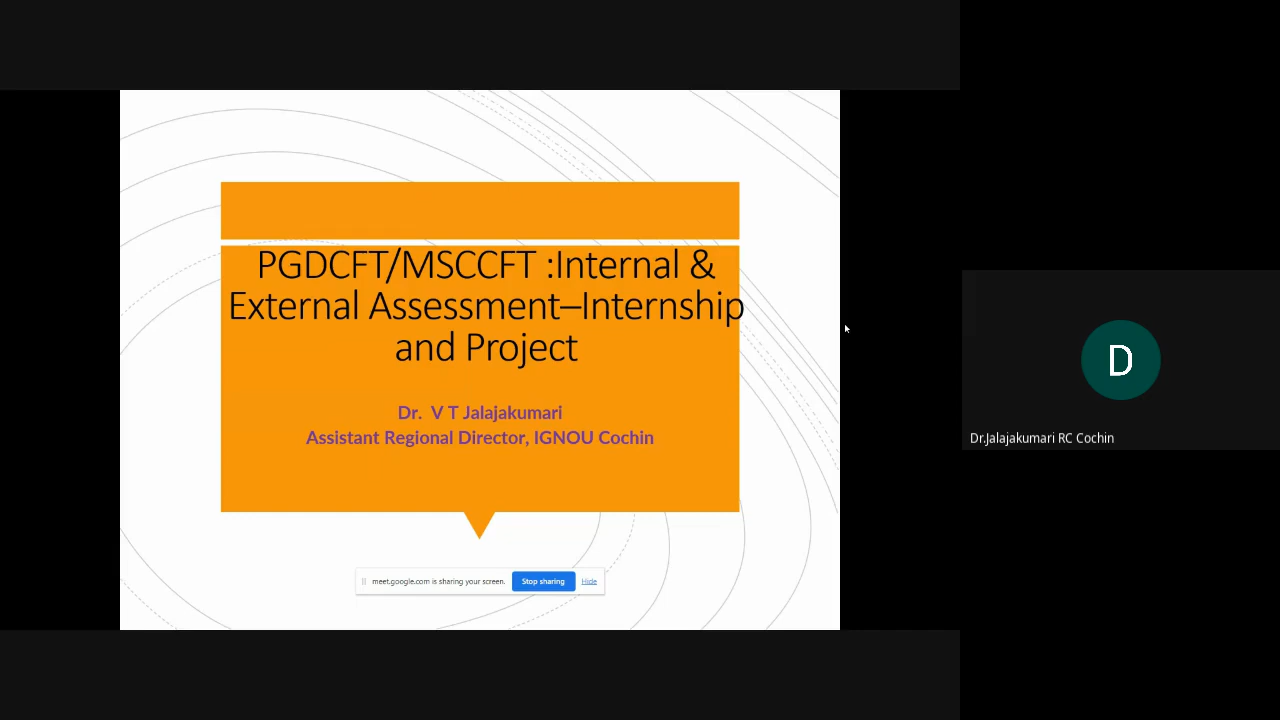 PGDCFT/MSCCFT :Internal &
External Assessment–Internship
and Project
Dr. V T Jalajakumari
Assistant Regional Director, IGNOU Cochin
meet.google.com is sharing your screen. Stop sharing Hide
D
Dr.Jalajakumari RC Cochin